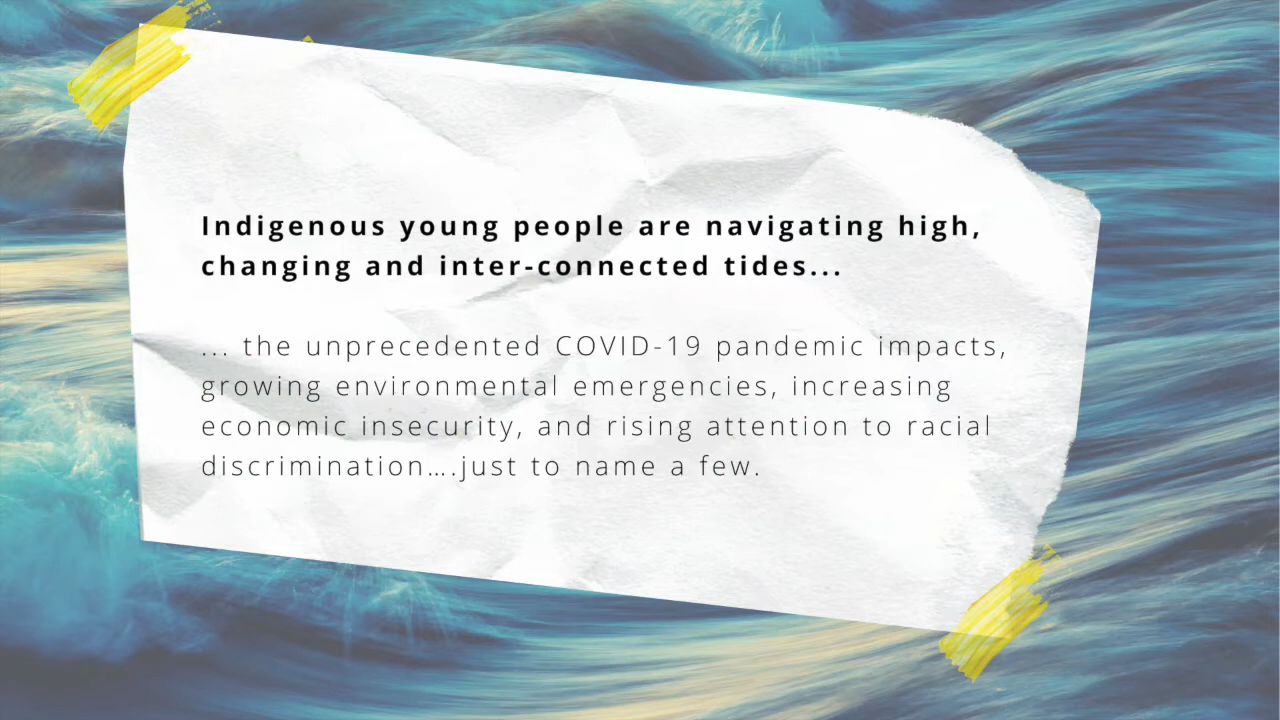 Indigenous young people are navigating high,
changing and inter-connected tides...
... the unprecedented COVID-19 pandemic impacts,
growing environmental emergencies, increasing
economic insecurity, and rising attention to racial
discrimination….just to name a few.